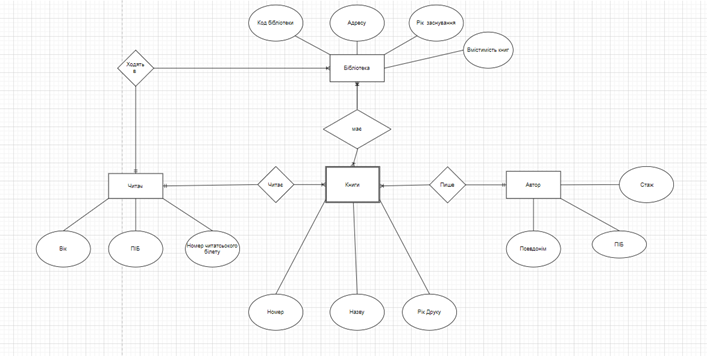 Код бібліотеки
Адресу
Рік заснування
Вмістимість книг
Бібліотека
Ходять
в
має
Читач
Читає
Книги
Пише
Автор
Стаж
Вік
ПІБ
Номер читатського
білету
Псевдонім
ПІБ
Номер
Назву
Рік Друку